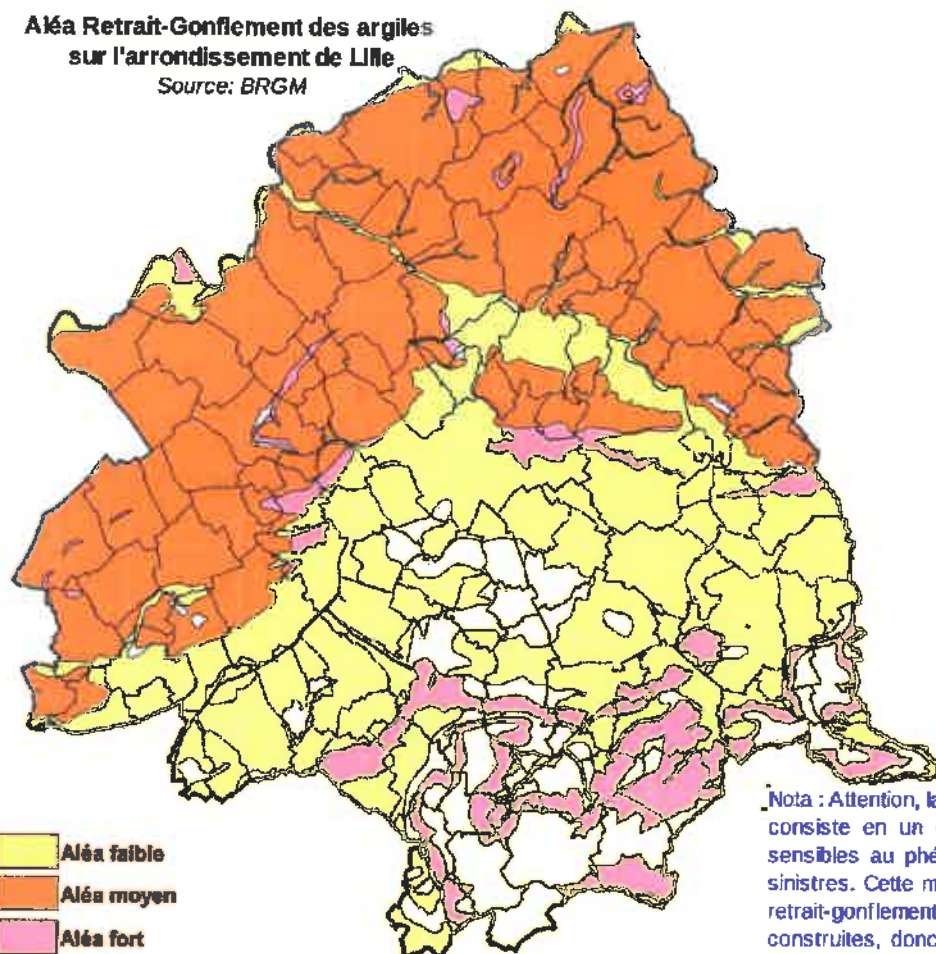 Aléa Retrait-Gonflement des argiles
sur l'arrondissement de Lille
Source: BRGM
Aléa faible
Aléa moyen
Aléa fort
Nota : Attention, la
consiste en un
sensibles au phé
sinistres. Cette m
retrait-gonflement
construites, donc